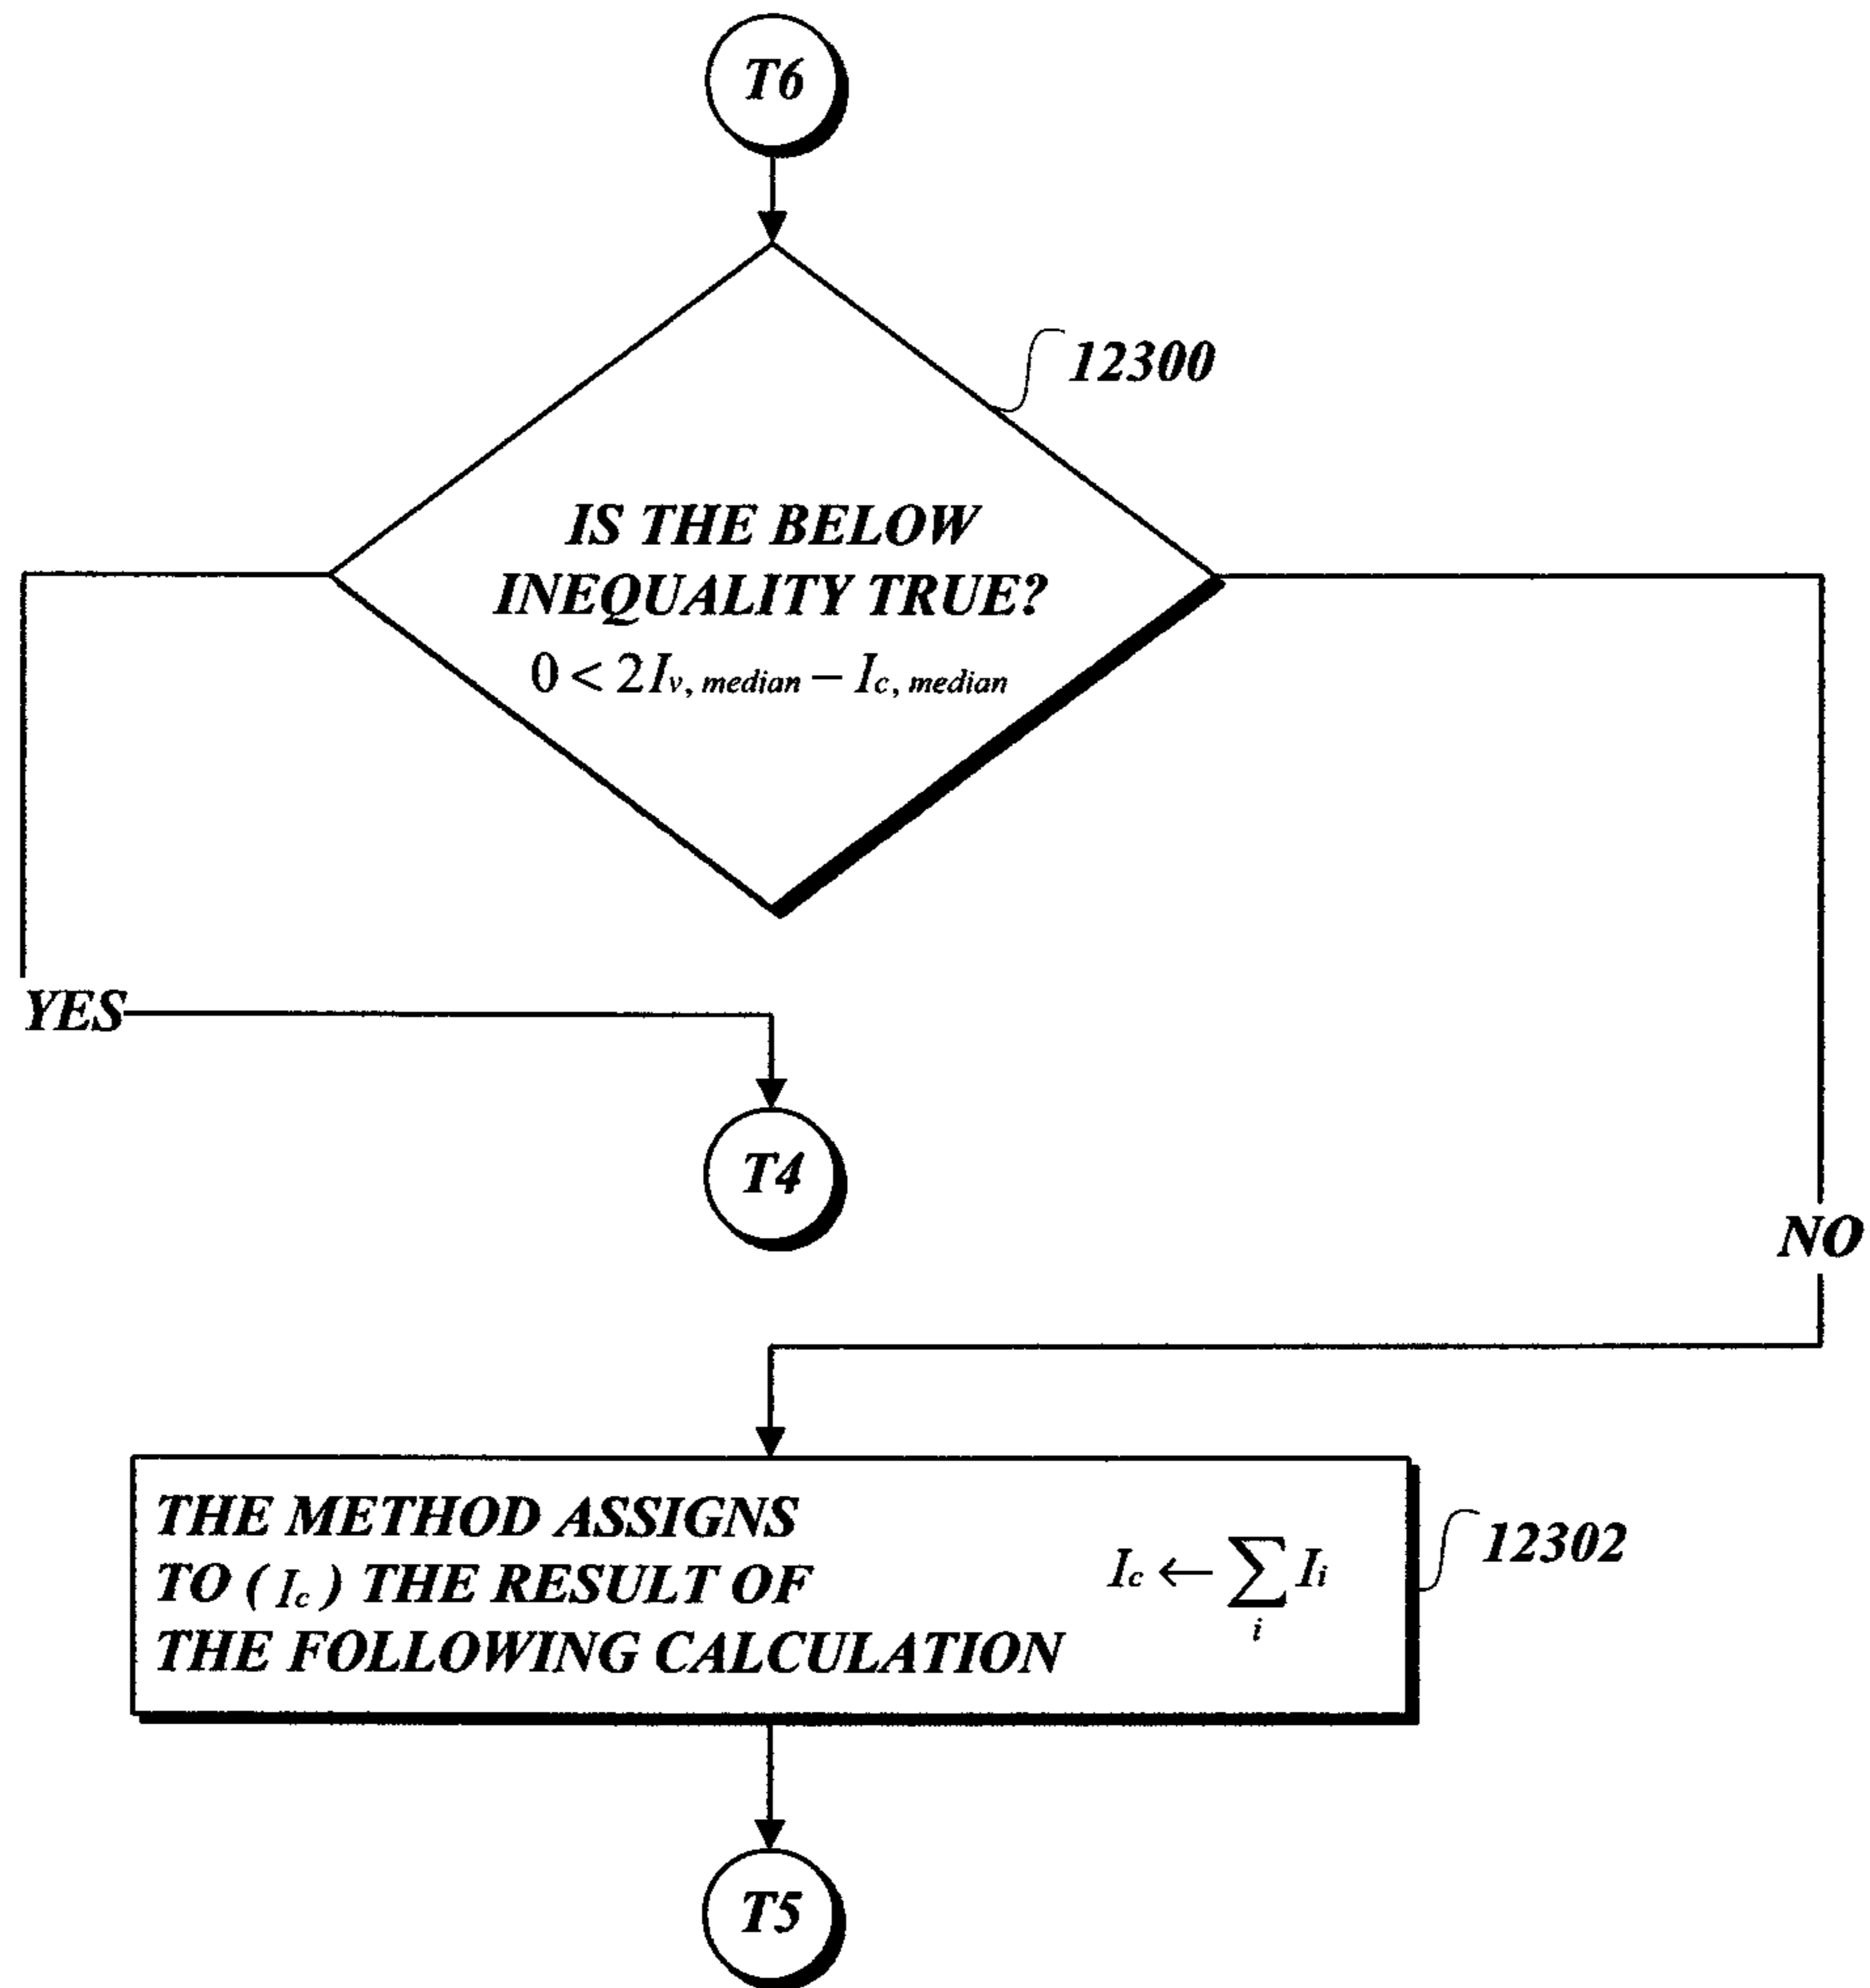 T6
12300
IS THE BELOW
INEQUALITY TRUE?
0 < 2Iv, median – Ic, median
YES
T4
NO
THE METHOD ASSIGNS
TO ( Ic ) THE RESULT OF
THE FOLLOWING CALCULATION
Ic ← ∑ Ii
i
12302
T5